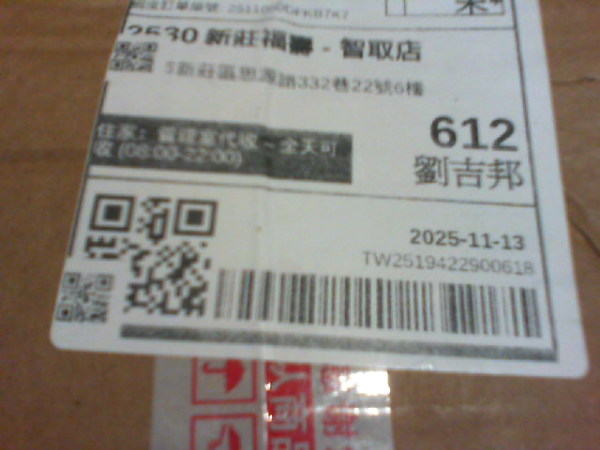 2530 新莊福壽 - 智取店
新莊區思源路332巷22號6樓
住家: 管理室代收 - 全天可
收 (08:00-22:00)
612
劉吉邦
2025-11-13
TW2519422900618